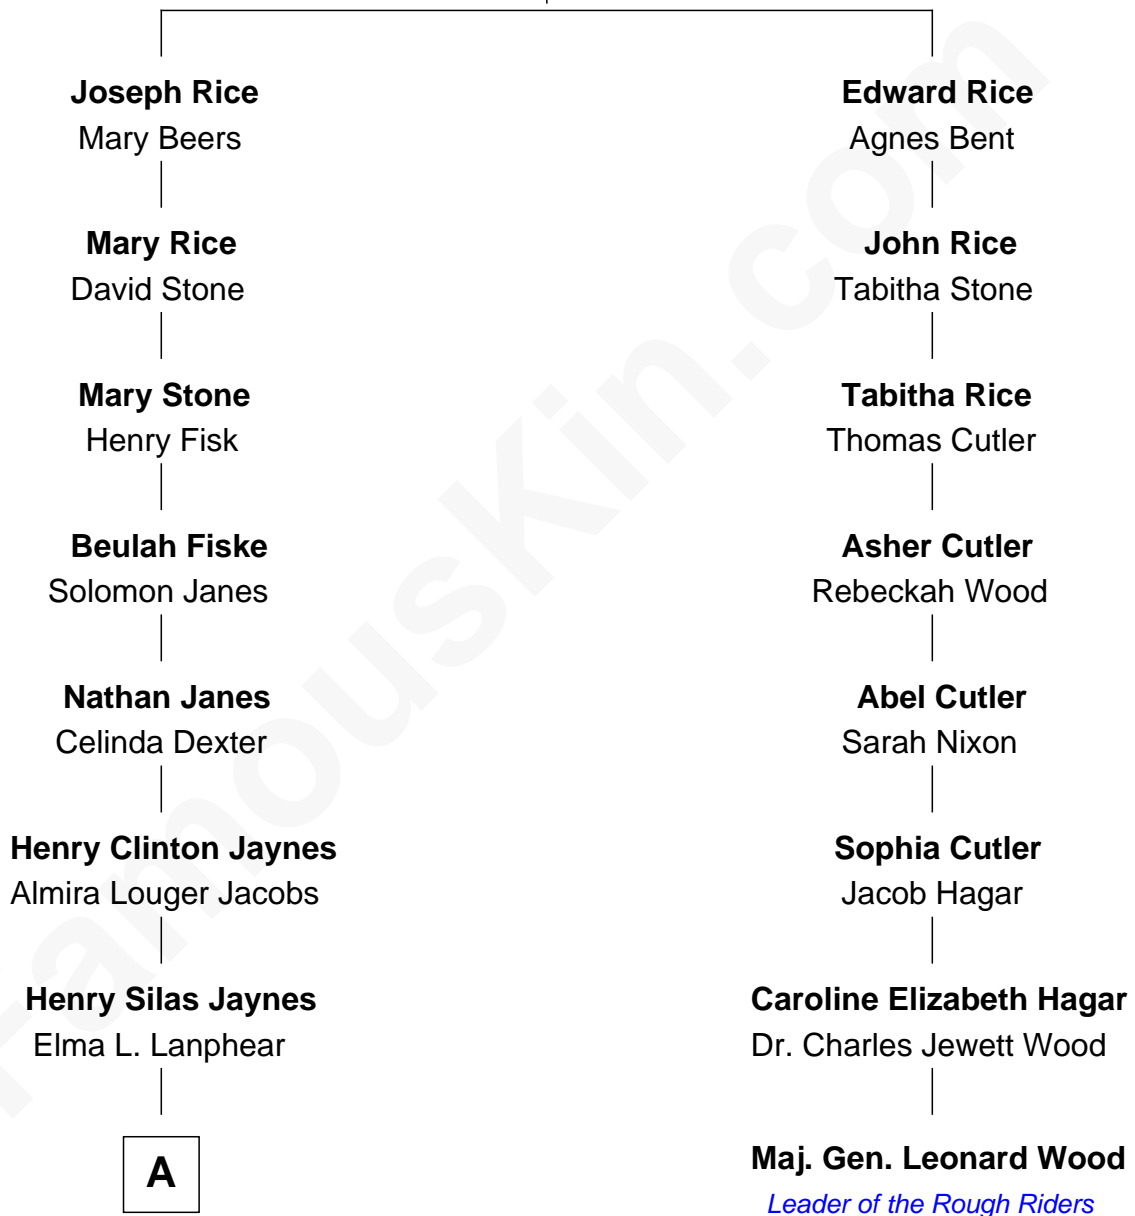 Joseph Rice
Mary Beers
Edward Rice
Agnes Bent
Mary Rice
David Stone
John Rice
Tabitha Stone
Mary Stone
Henry Fisk
Tabitha Rice
Thomas Cutler
Beulah Fiske
Solomon Janes
Asher Cutler
Rebeckah Wood
Nathan Janes
Celinda Dexter
Abel Cutler
Sarah Nixon
Henry Clinton Jaynes
Almira Louger Jacobs
Sophia Cutler
Jacob Hagar
Henry Silas Jaynes
Elma L. Lanphear
Caroline Elizabeth Hagar
Dr. Charles Jewett Wood
A
Maj. Gen. Leonard Wood
Leader of the Rough Riders
FamousKin.com